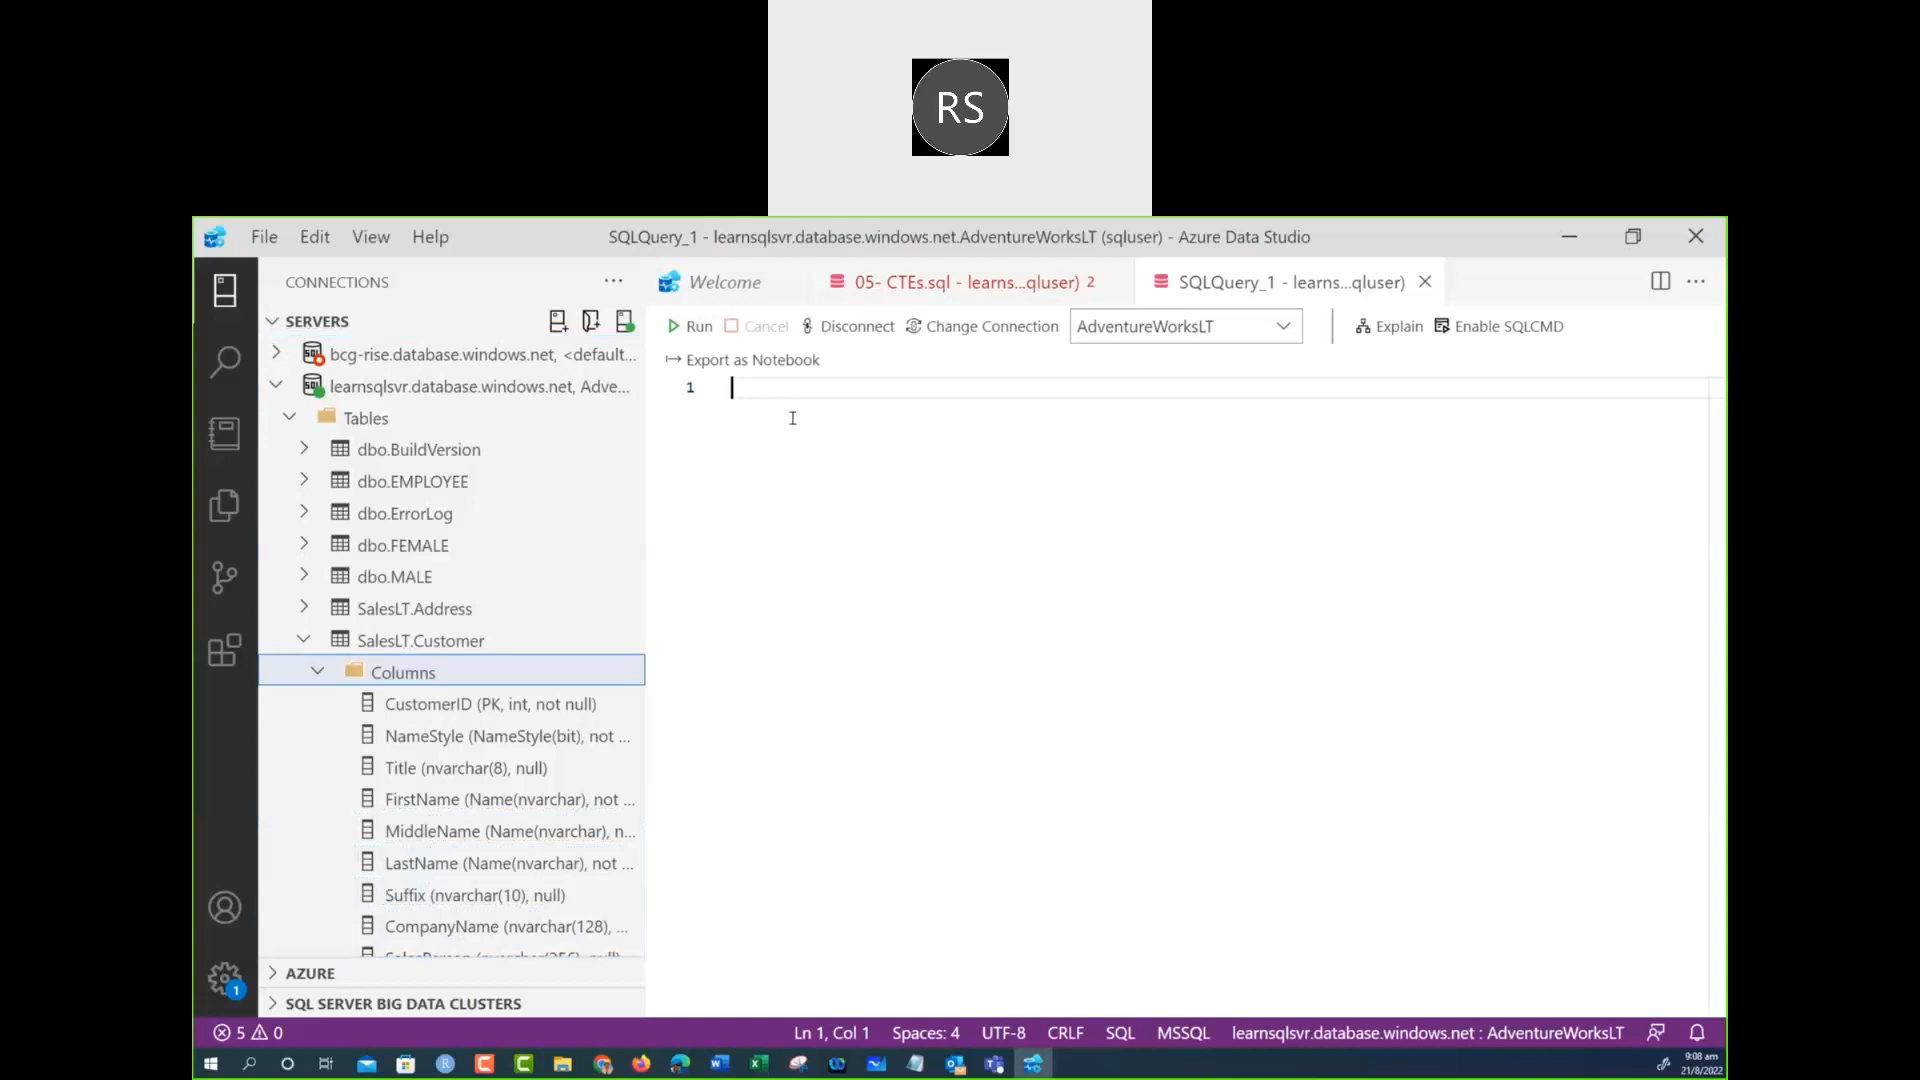 RS
File Edit View Help
SQLQuery_1 - learnsqlsvr.database.windows.net.AdventureWorksLT (sqluser) - Azure Data Studio
CONNECTIONS
Welcome
05- CTEs.sql - learns...qluser) 2
SQLQuery_1 - learns...qluser)
SERVERS
Run Cancel Disconnect Change Connection AdventureWorksLT Explain Enable SQLCMD
Export as Notebook
1
bcg-rise.database.windows.net, <default...
learnsqlsvr.database.windows.net, Adve...
Tables
dbo.BuildVersion
dbo.EMPLOYEE
dbo.ErrorLog
dbo.FEMALE
dbo.MALE
SalesLT.Address
SalesLT.Customer
Columns
CustomerID (PK, int, not null)
NameStyle (NameStyle(bit), not ...
Title (nvarchar(8), null)
FirstName (Name(nvarchar), not ...
MiddleName (Name(nvarchar), n...
LastName (Name(nvarchar), not ...
Suffix (nvarchar(10), null)
CompanyName (nvarchar(128), ...
AZURE
SQL SERVER BIG DATA CLUSTERS
1
5 0
Ln 1, Col 1 Spaces: 4 UTF-8 CRLF SQL MSSQL learnsqlsvr.database.windows.net : AdventureWorksLT
9:08 am
21/8/2022